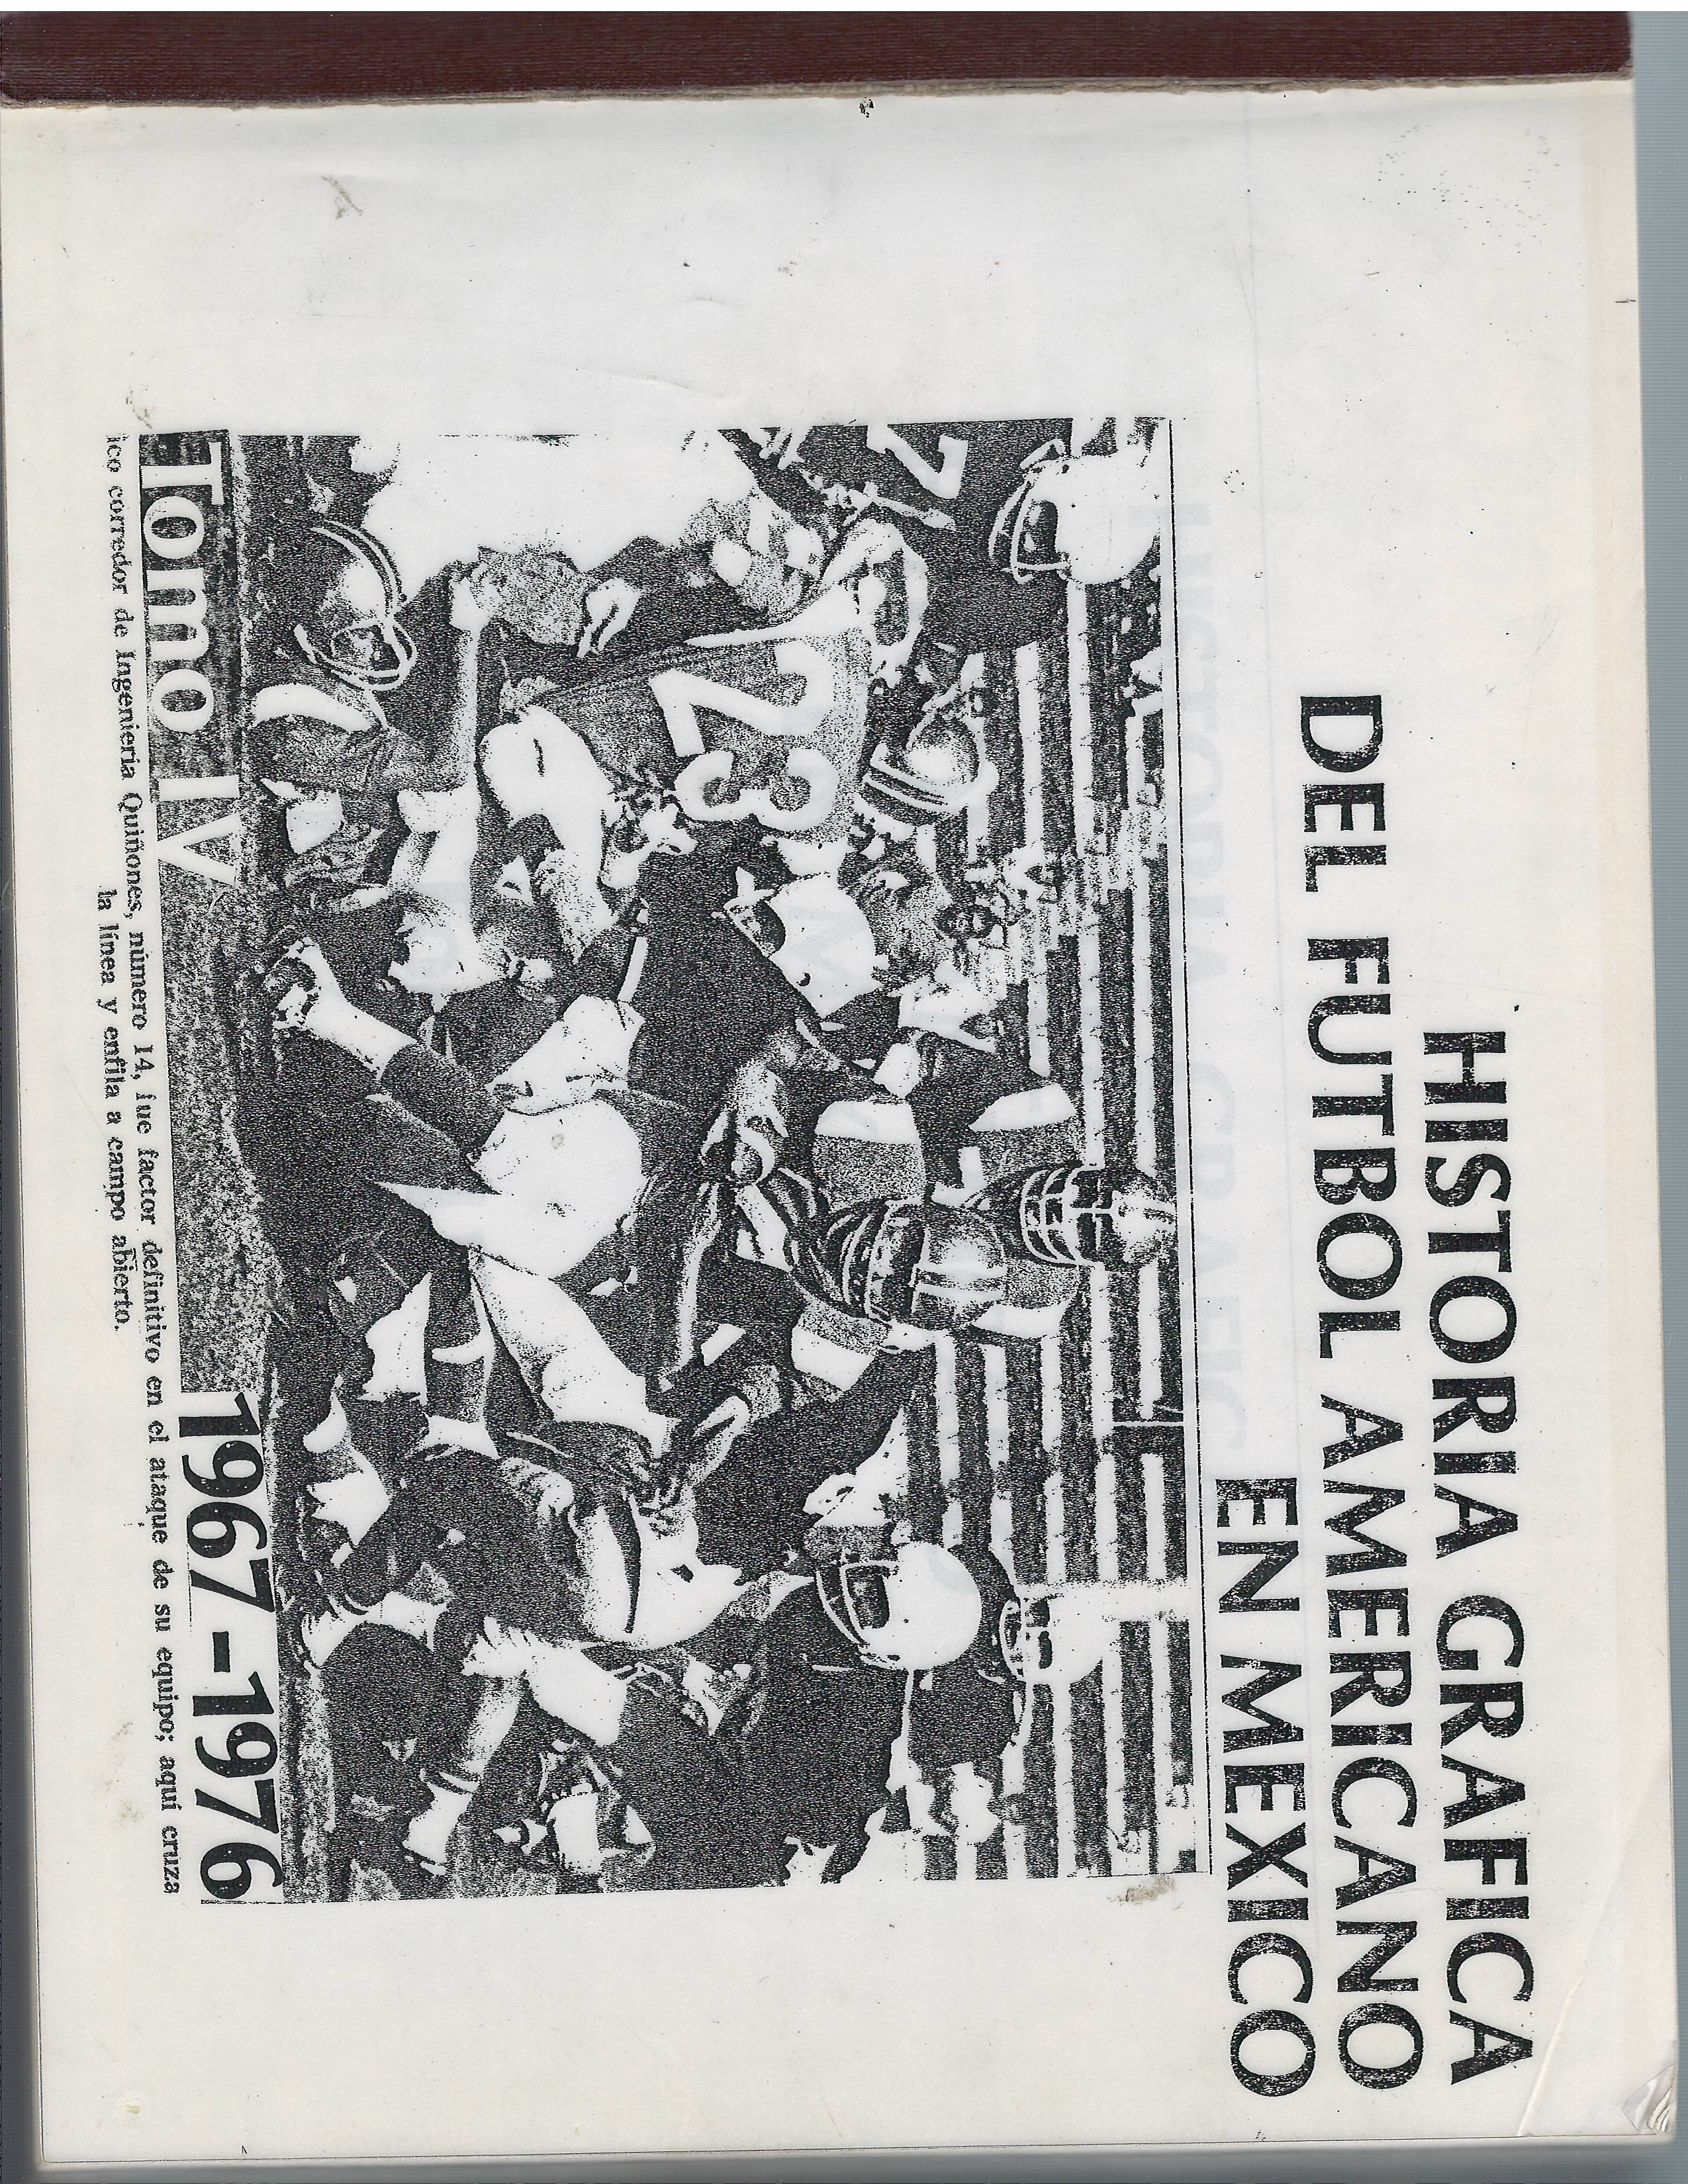 HISTORIA GRAFICA
DEL FUTBOL AMERICANO
EN MEXICO
23
Tomo IV
1967-1976
ico corredor de Ingeniería Quiñones, número 14, fue factor definitivo en el ataque de su equipo; aquí cruza
la línea y enfila a campo abierto.